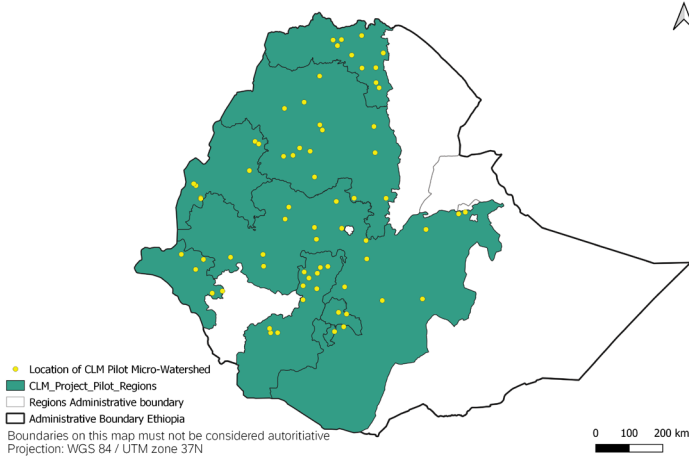 Location of CLM Pilot Micro-Watershed
CLM_Project_Pilot_Regions
Regions Administrative boundary
Administrative Boundary Ethiopia
Boundaries on this map must not be considered autoritiative
Projection: WGS 84 / UTM zone 37N
0 100 200 km